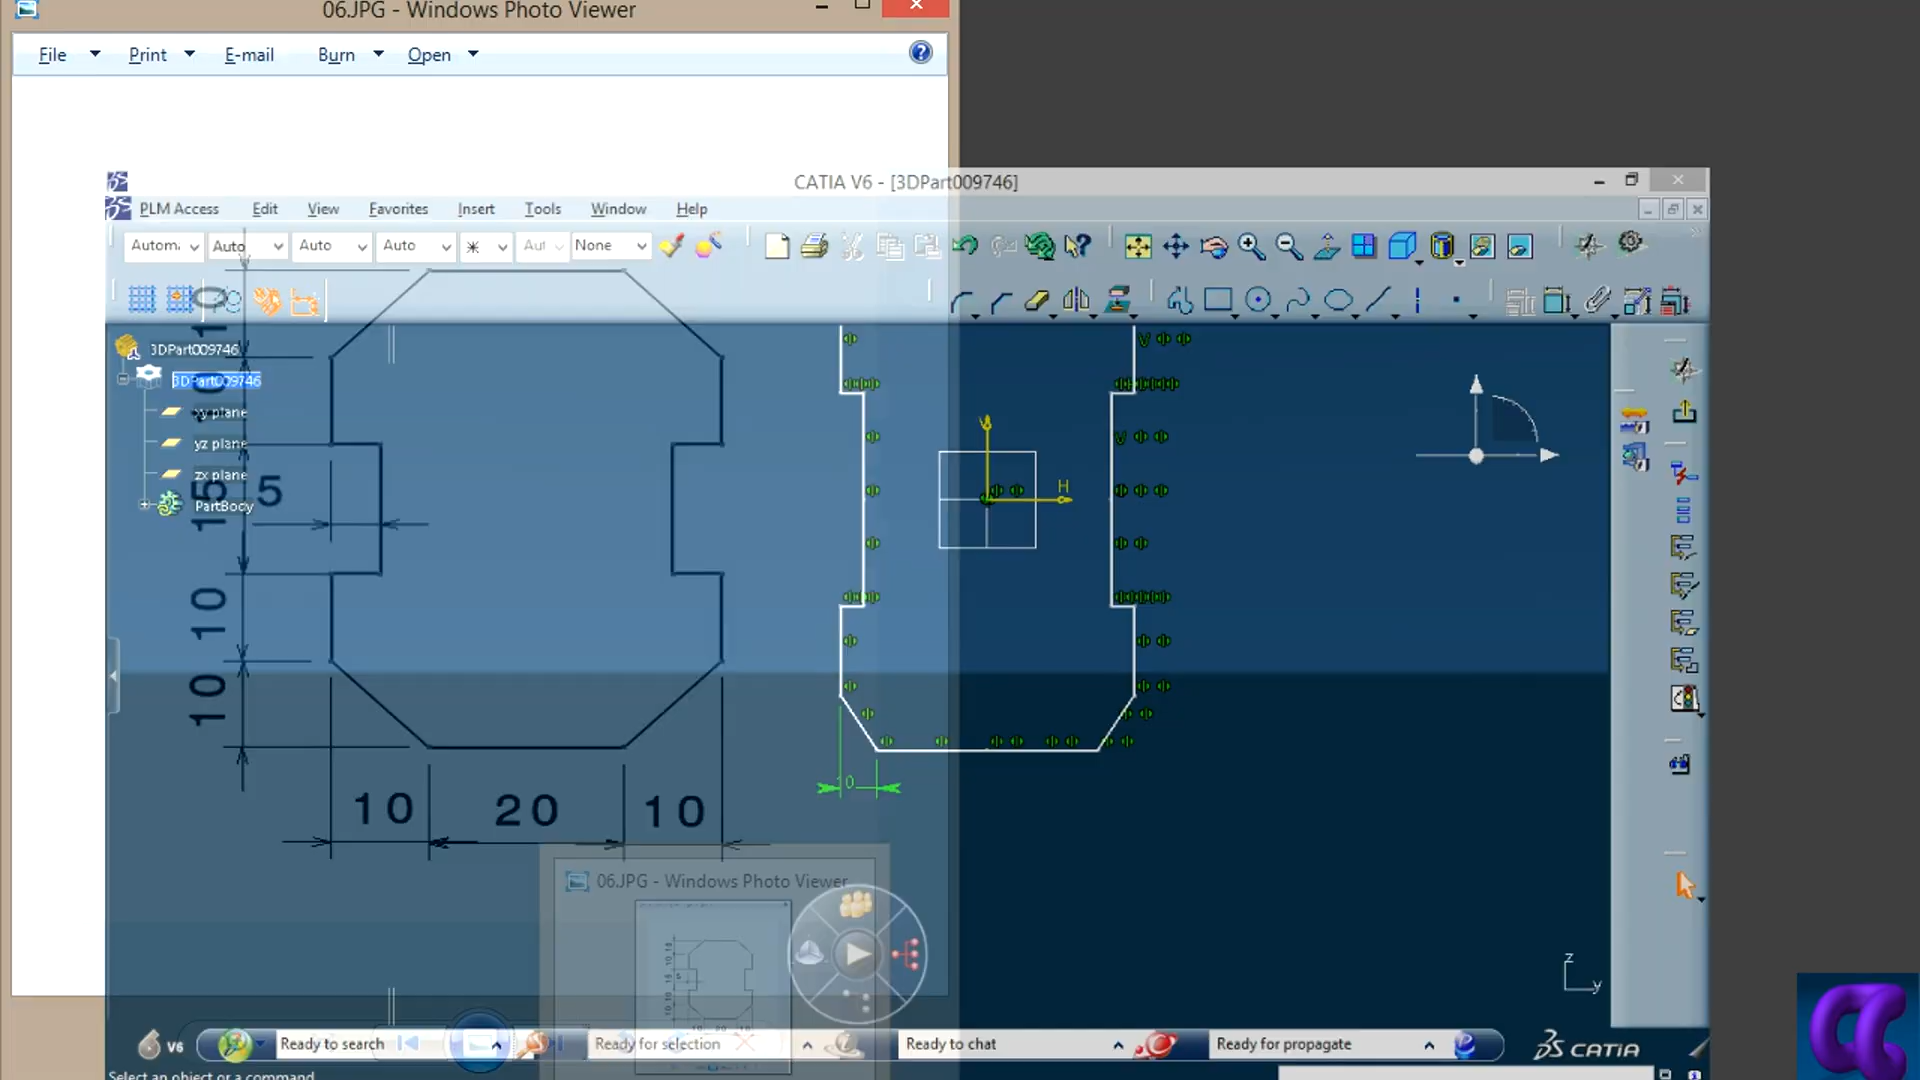 06.JPG - Windows Photo Viewer
File Print E-mail Burn Open
CATIA V6 - [3DPart009746]
PLM Access Edit View Favorites Insert Tools Window Help
Auto Auto Auto None
3DPart009746
3DPart009746
xy plane
yz plane
zx plane
PartBody
10
10
15
5
10
10
10 20 10
V
V
H
z
y
06.JPG - Windows Photo Viewer
V6 Ready to search Ready for selection Ready to chat Ready for propagate CATIA
Select an object or a command